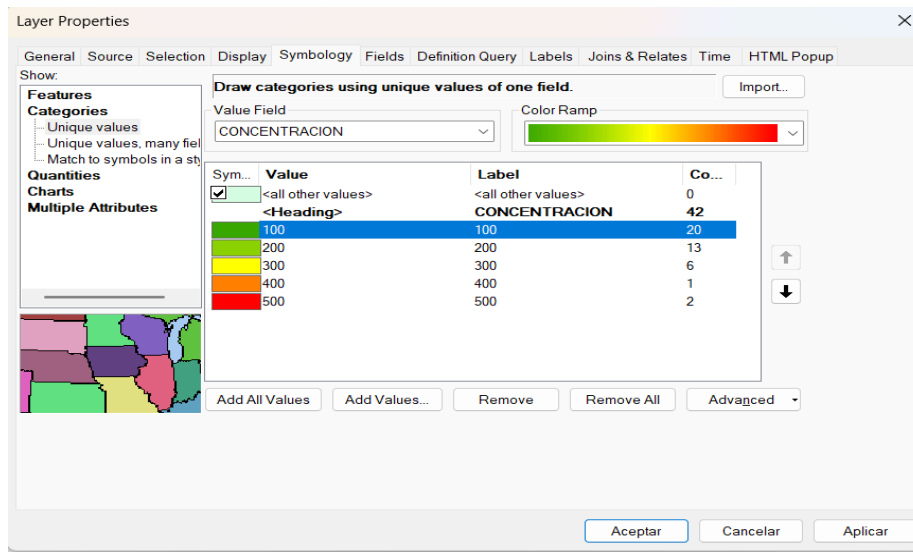 Layer Properties
General Source Selection Display Symbology Fields Definition Query Labels Joins & Relates Time HTML Popup
Show:
Features
Categories
Unique values
Unique values, many fiel
Match to symbols in a sty
Quantities
Charts
Multiple Attributes
Draw categories using unique values of one field.
Import...
Value Field
CONCENTRACION
Color Ramp
Sym... Value Label Co...
<all other values> <all other values> 0
<Heading> CONCENTRACION 42
100 100 20
200 200 13
300 300 6
400 400 1
500 500 2
Add All Values Add Values... Remove Remove All Advanced
Aceptar Cancelar Aplicar